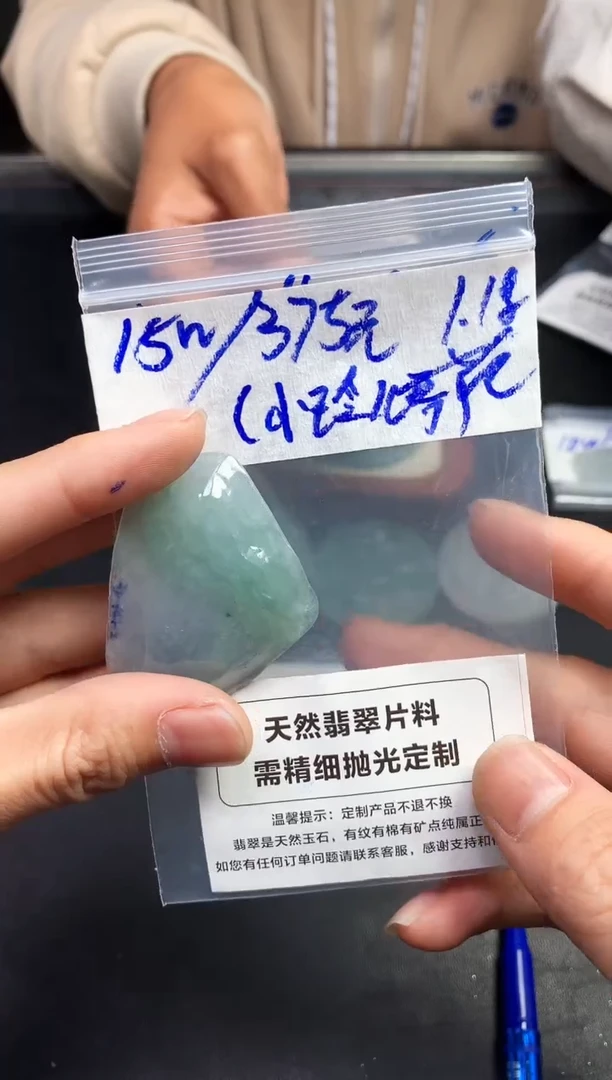 15m/375元 1.1号
天然翡翠片料
需精细抛光定制
温馨提示:定制产品不退不换
翡翠是天然玉石，有纹有棉有矿点纯属正
如您有任何订单问题请联系客服，感谢支持和